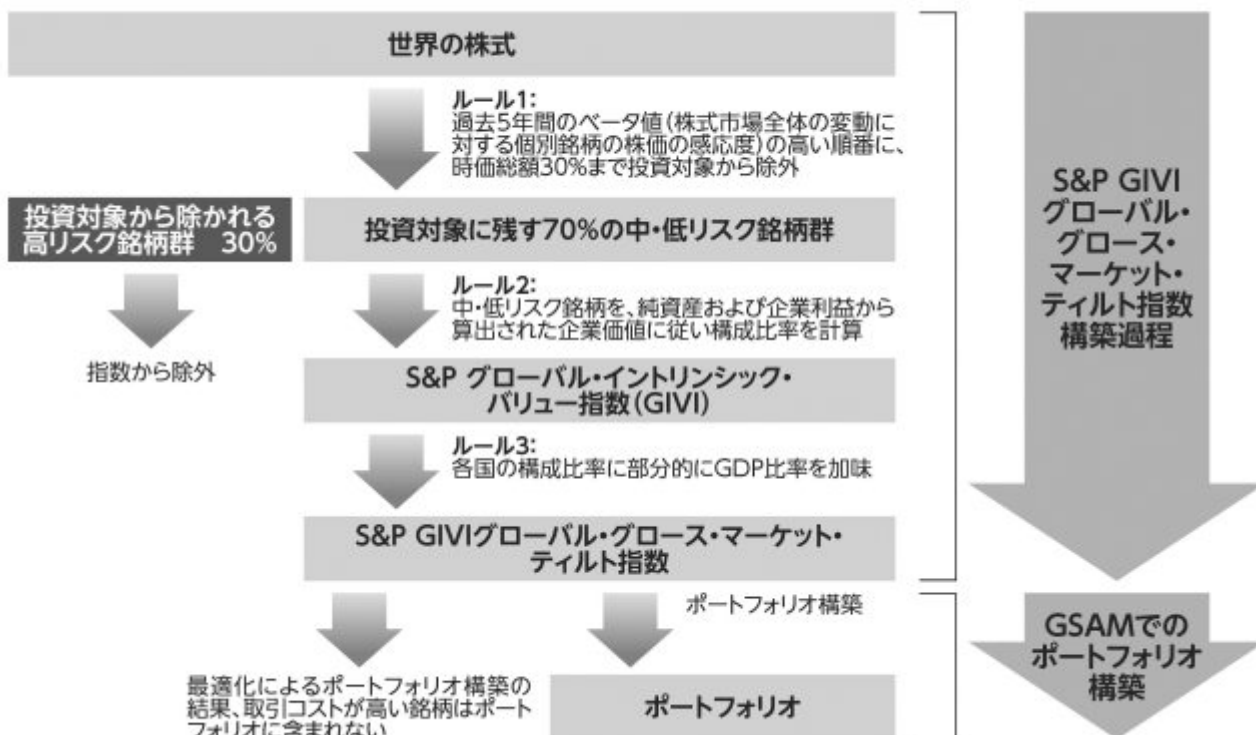 世界の株式
ルール1:
過去5年間のベータ値(株式市場全体の変動に
対する個別銘柄の株価の感応度)の高い順番に、
時価総額30%まで投資対象から除外
投資対象から除かれる
高リスク銘柄群 30%
投資対象に残す70%の中・低リスク銘柄群
ルール2:
中・低リスク銘柄を、純資産および企業利益から
算出された企業価値に従い構成比率を計算
指数から除外
S&P グローバル・イントリンシック・
バリュー指数(GIVI)
ルール3:
各国の構成比率に部分的にGDP比率を加味
S&P GIVIグローバル・グロース・マーケット・
ティルト指数
S&P GIVI
グローバル・
グロース・
マーケット・
ティルト指数
構築過程
ポートフォリオ構築
最適化によるポートフォリオ構築の
結果、取引コストが高い銘柄はポート
フォリオに含まれない
ポートフォリオ
GSAMでの
ポートフォリオ
構築